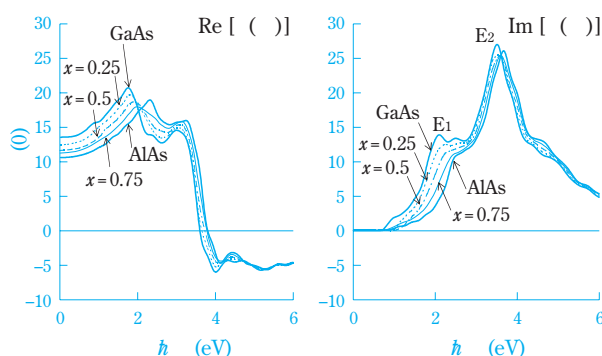 Re [ ( )]
GaAs
x=0.25
x=0.5
AlAs
x=0.75
(0)
30
25
20
15
10
5
0
−5
−10
0
2
4
6
ħ (eV)
Im [ ( )]
E2
GaAs
E1
x=0.25
x=0.5
AlAs
x=0.75
30
25
20
15
10
5
0
−5
−10
0
2
4
6
ħ (eV)